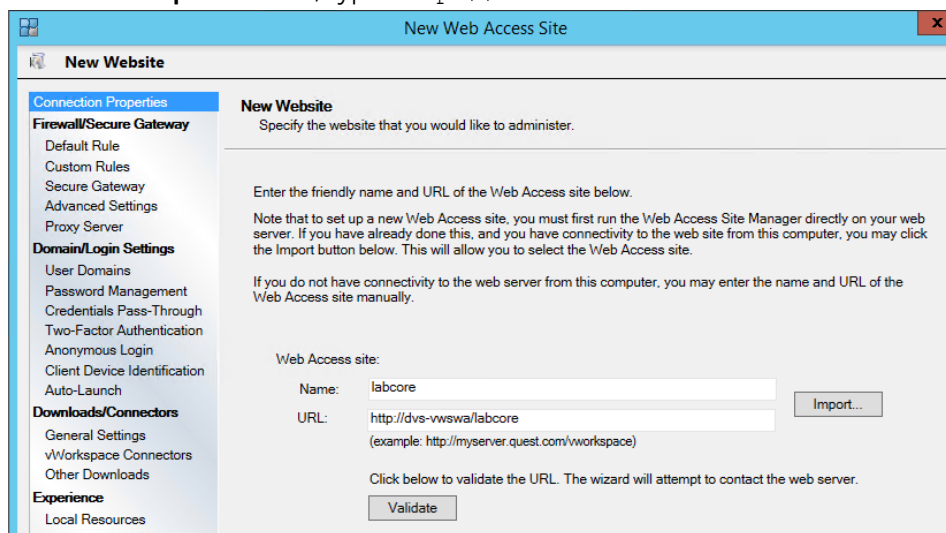 New Web Access Site
x
New Website
Connection Properties
Firewall/Secure Gateway
Default Rule
Custom Rules
Secure Gateway
Advanced Settings
Proxy Server
Domain/Login Settings
User Domains
Password Management
Credentials Pass-Through
Two-Factor Authentication
Anonymous Login
Client Device Identification
Auto-Launch
Downloads/Connectors
General Settings
vWorkspace Connectors
Other Downloads
Experience
Local Resources
New Website
Specify the website that you would like to administer.
Enter the friendly name and URL of the Web Access site below.
Note that to set up a new Web Access site, you must first run the Web Access Site Manager directly on your web
server. If you have already done this, and you have connectivity to the web site from this computer, you may click
the Import button below. This will allow you to select the Web Access site.
If you do not have connectivity to the web server from this computer, you may enter the name and URL of the
Web Access site manually.
Web Access site:
Name: labcore
Import...
URL: http://dvs-vwswa/labcore
(example: http://myserver.quest.com/vworkspace)
Click below to validate the URL. The wizard will attempt to contact the web server.
Validate